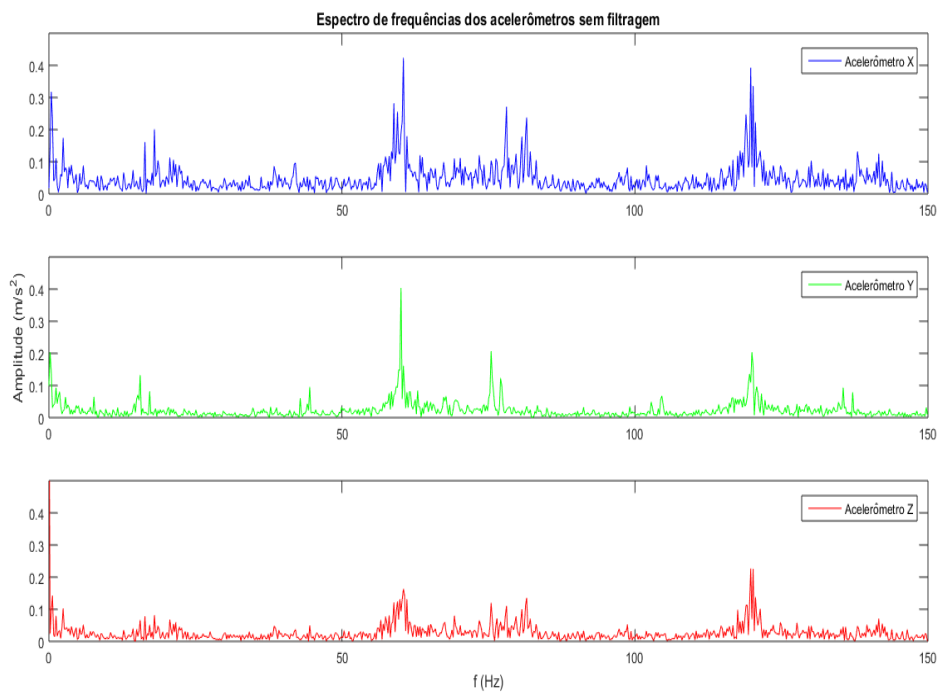 Espectro de frequências dos acelerômetros sem filtragem
Acelerômetro X
0.4
0.3
0.2
0.1
0
0 50 100 150
Acelerômetro Y
Amplitude (m/s²)
0.4
0.3
0.2
0.1
0
0 50 100 150
Acelerômetro Z
0.4
0.3
0.2
0.1
0
0 50 100 150
f (Hz)